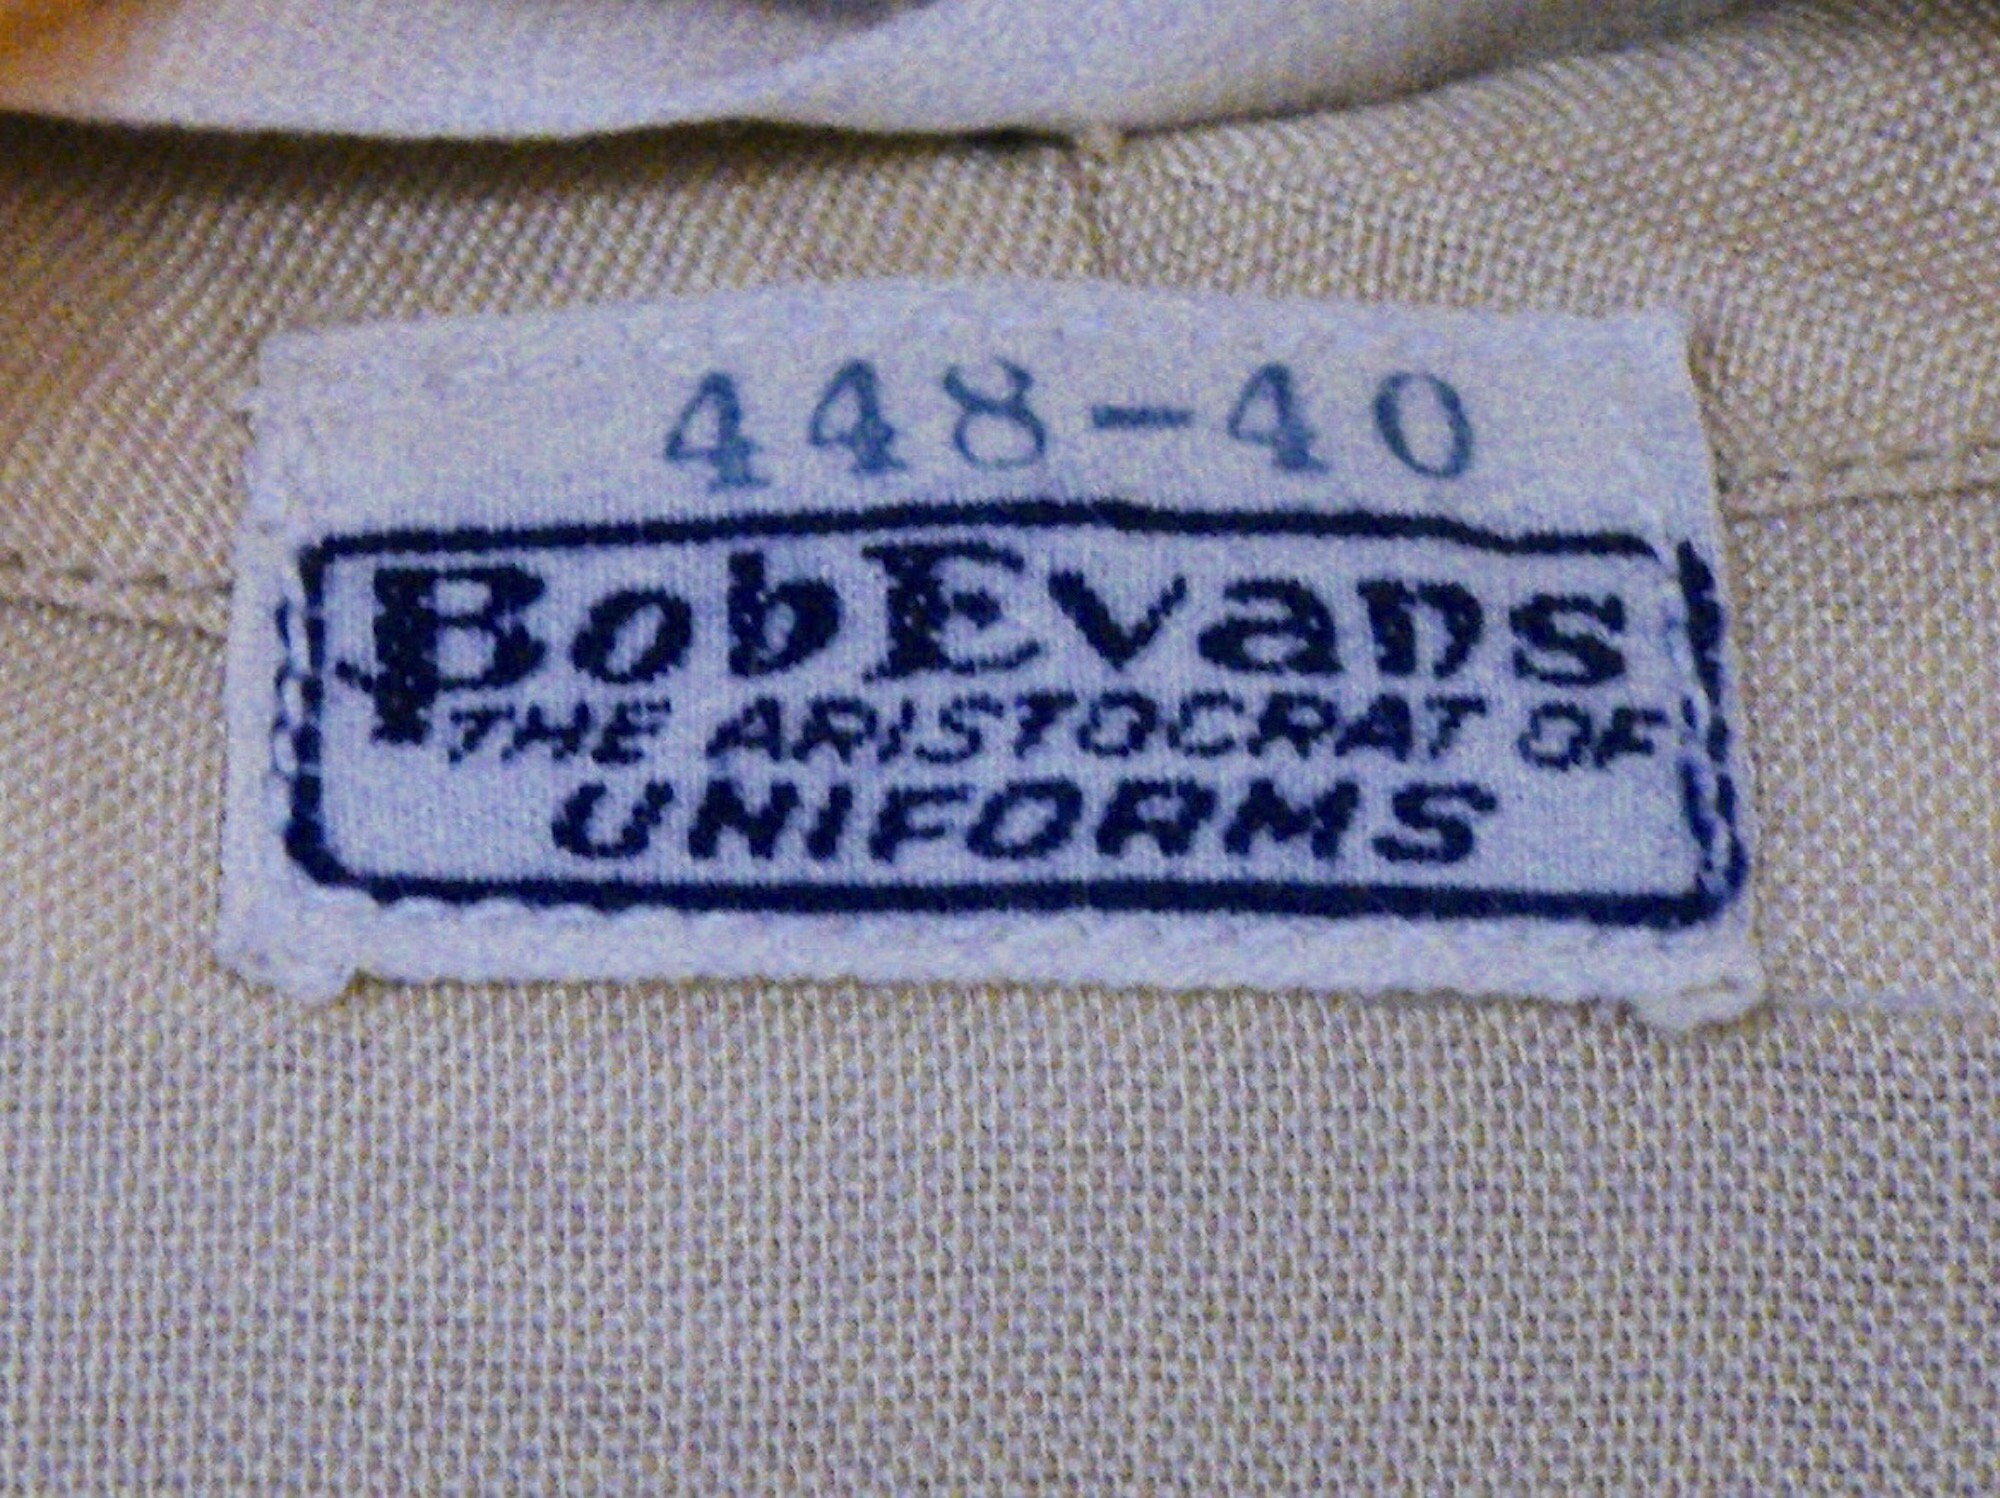 448-40
BobEvans
THE ARISTOCRAT OF
UNIFORMS